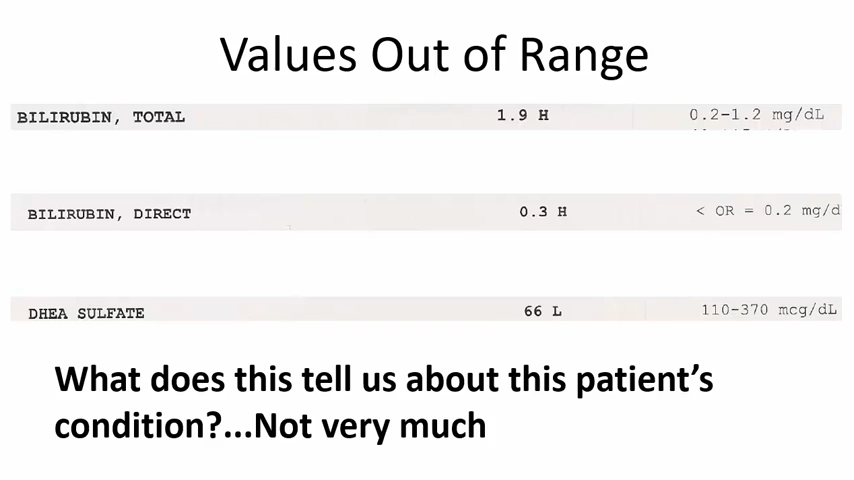 Values Out of Range
BILIRUBIN, TOTAL 1.9 H 0.2-1.2 mg/dL
BILIRUBIN, DIRECT 0.3 H < OR = 0.2 mg/d
DHEA SULFATE 66 L 110-370 mcg/dL
What does this tell us about this patient's
condition?...Not very much